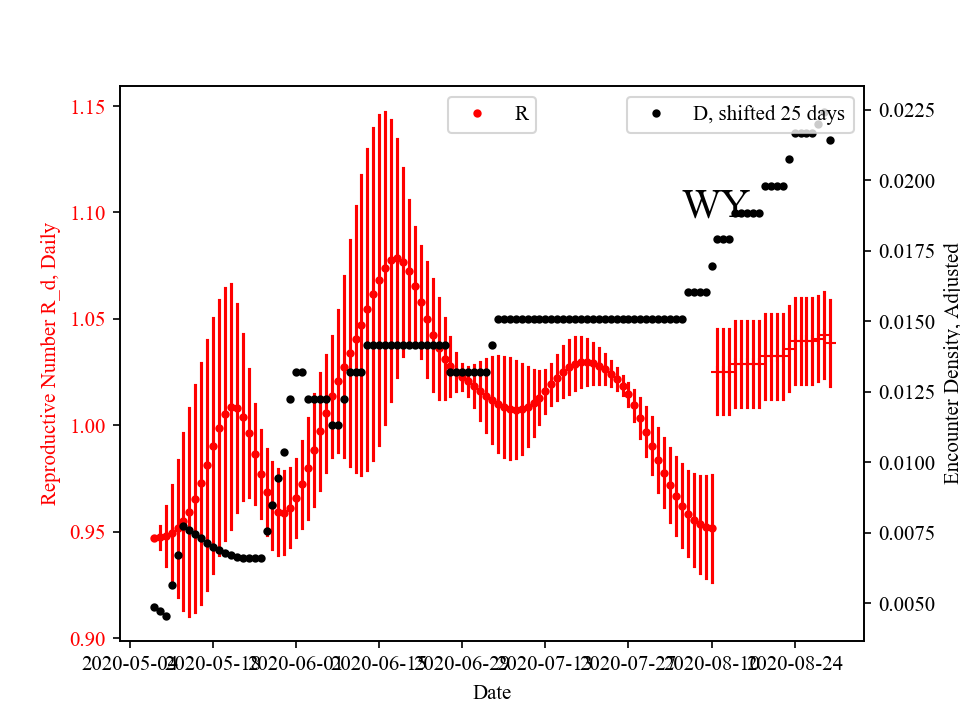 R
D, shifted 25 days
WY
Reproductive Number R_d, Daily
1.15
1.10
1.05
1.00
0.95
0.90
0.0225
0.0200
0.0175
0.0150
0.0125
0.0100
0.0075
0.0050
Encounter Density, Adjusted
2020-05-04 2020-05-18 2020-06-01 2020-06-15 2020-06-29 2020-07-13 2020-07-27 2020-08-10 2020-08-24
Date